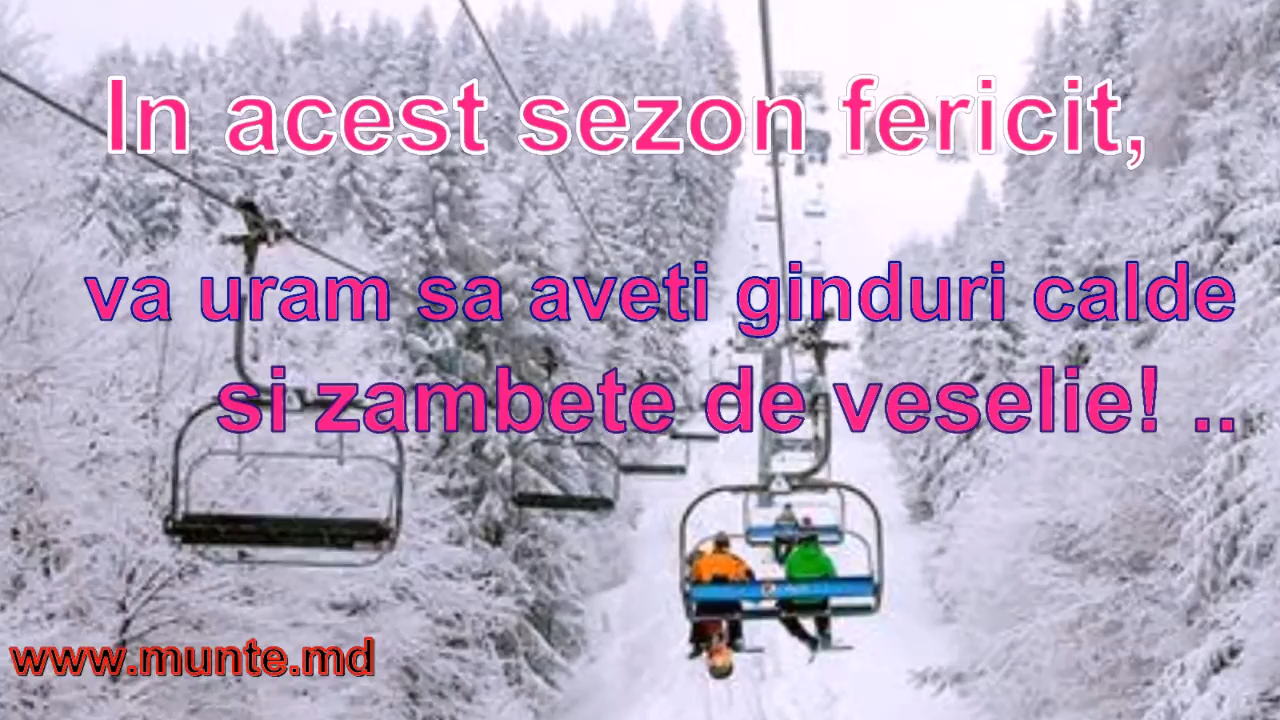 In acest sezon fericit,
va uram sa aveti ginduri calde
si zambete de veselie! ..
www.munte.md